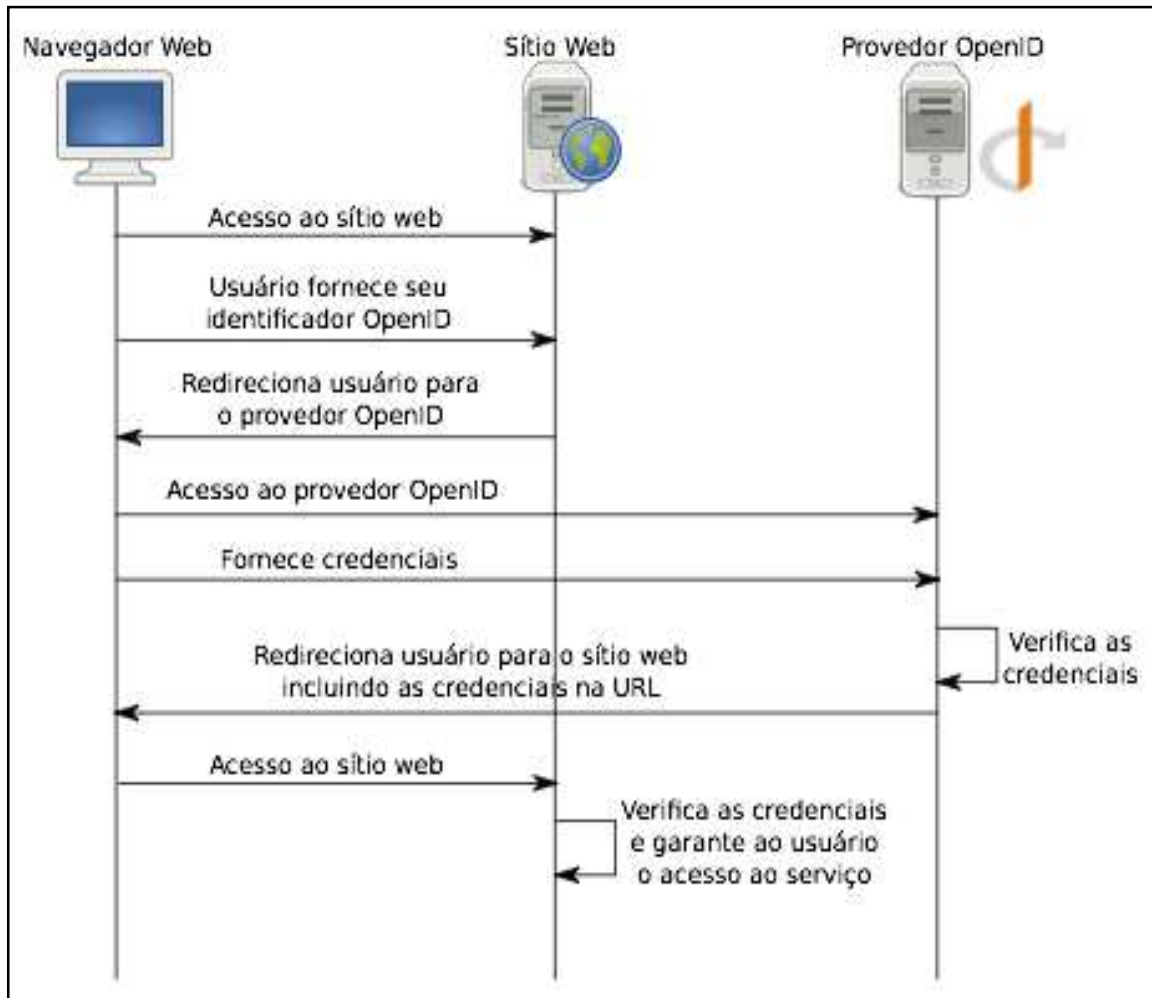 Navegador Web
Sítio Web
Provedor OpenID
Acesso ao sítio web
Usuário fornece seu
identificador OpenID
Redireciona usuário para
o provedor OpenID
Acesso ao provedor OpenID
Fornece credenciais
Verifica as
credenciais
Redireciona usuário para o sítio web
incluindo as credenciais na URL
Acesso ao sítio web
Verifica as credenciais
e garante ao usuário
o acesso ao serviço